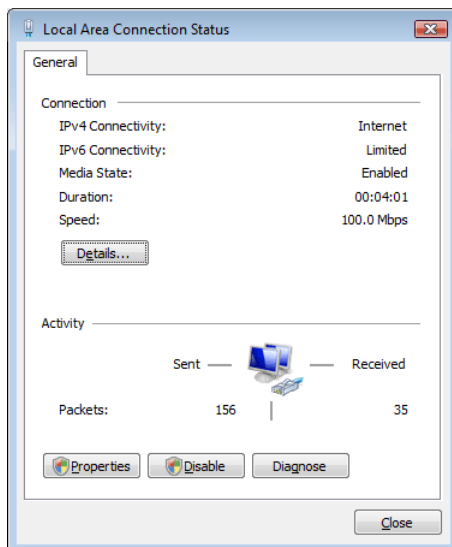 Local Area Connection Status
General
Connection
IPv4 Connectivity: Internet
IPv6 Connectivity: Limited
Media State: Enabled
Duration: 00:04:01
Speed: 100.0 Mbps
Details...
Activity
Sent Received
Packets: 156 35
Properties Disable Diagnose
Close